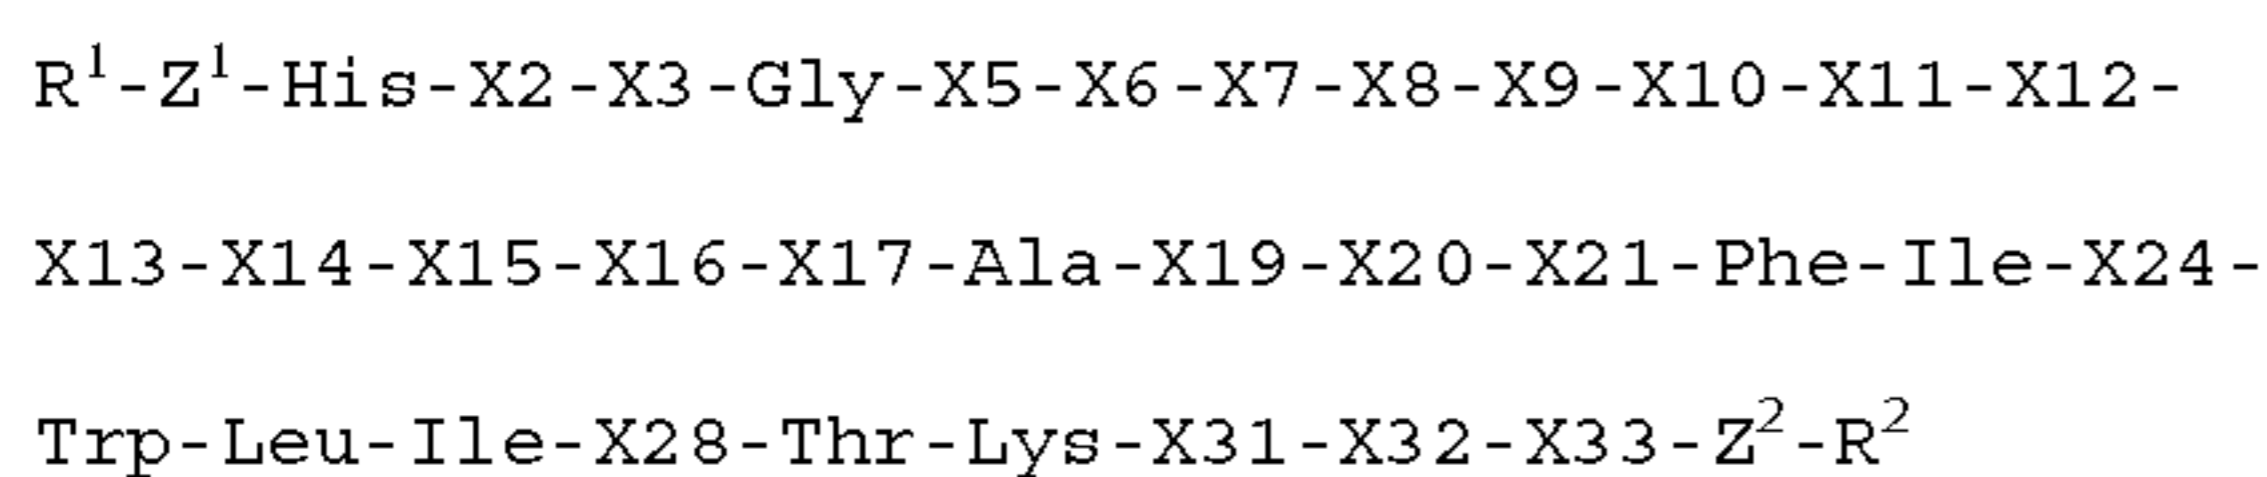 R¹-Z¹-His-X2-X3-Gly-X5-X6-X7-X8-X9-X10-X11-X12-
X13-X14-X15-X16-X17-Ala-X19-X20-X21-Phe-Ile-X24-
Trp-Leu-Ile-X28-Thr-Lys-X31-X32-X33-Z²-R²